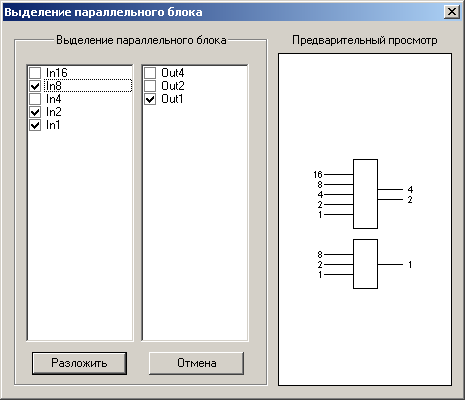 Выделение параллельного блока
Выделение параллельного блока
In16
In8
In4
In2
In1
Out4
Out2
Out1
Разложить
Отмена
Предварительный просмотр
16
8
4
2
1
4
2
8
2
1
1